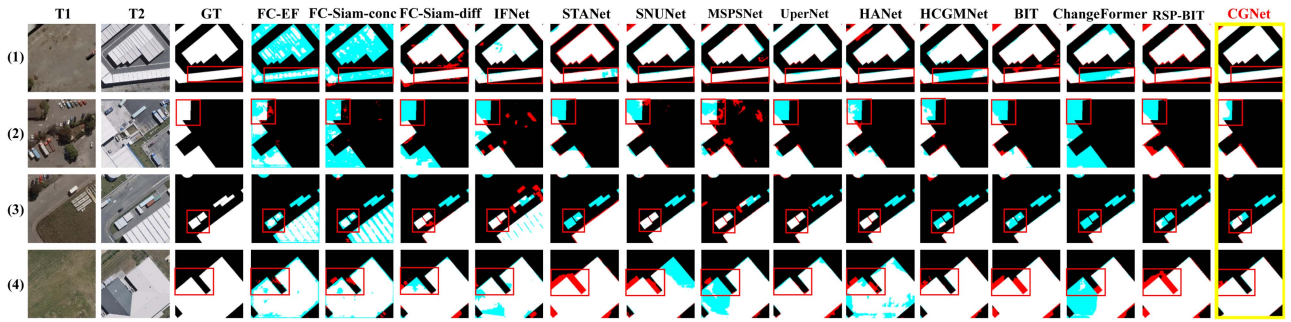 T1 T2 GT FC-EF FC-Siam-conc FC-Siam-diff IFNet STANet SNUNet MSPSNet UperNet HANet HCGMNet BIT ChangeFormer RSP-BIT CGNet
(1)
(2)
(3)
(4)